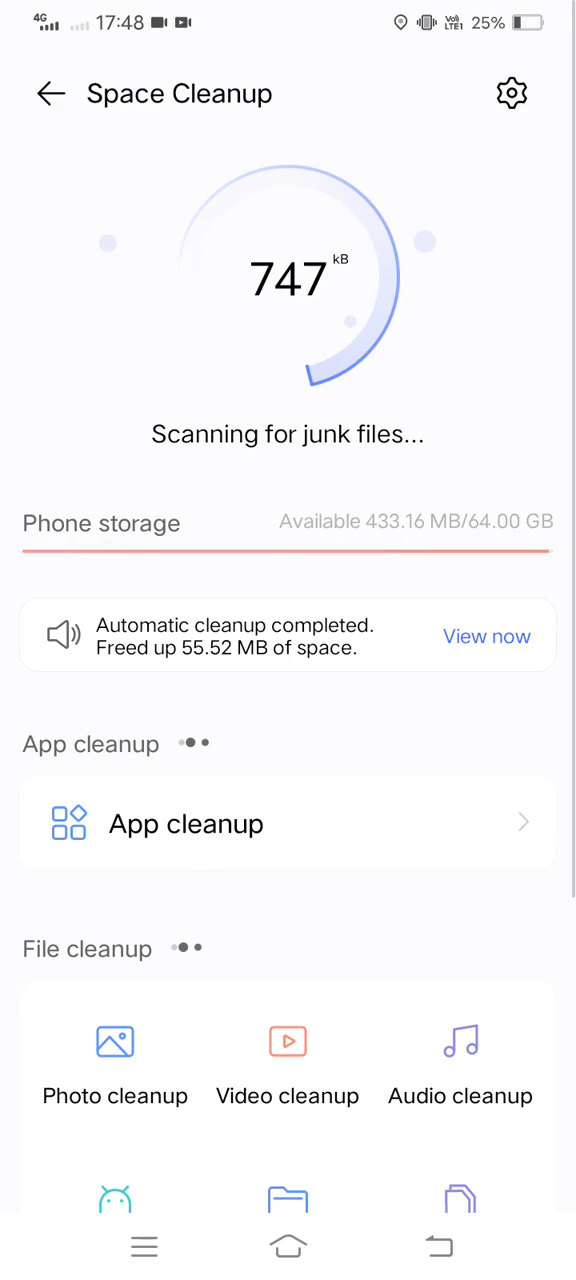 4G 17:48 Vo)) LTE1 25%
Space Cleanup
747 kB
Scanning for junk files...
Phone storage Available 433.16 MB/64.00 GB
Automatic cleanup completed.
Freed up 55.52 MB of space.
View now
App cleanup
App cleanup
File cleanup
Photo cleanup Video cleanup Audio cleanup